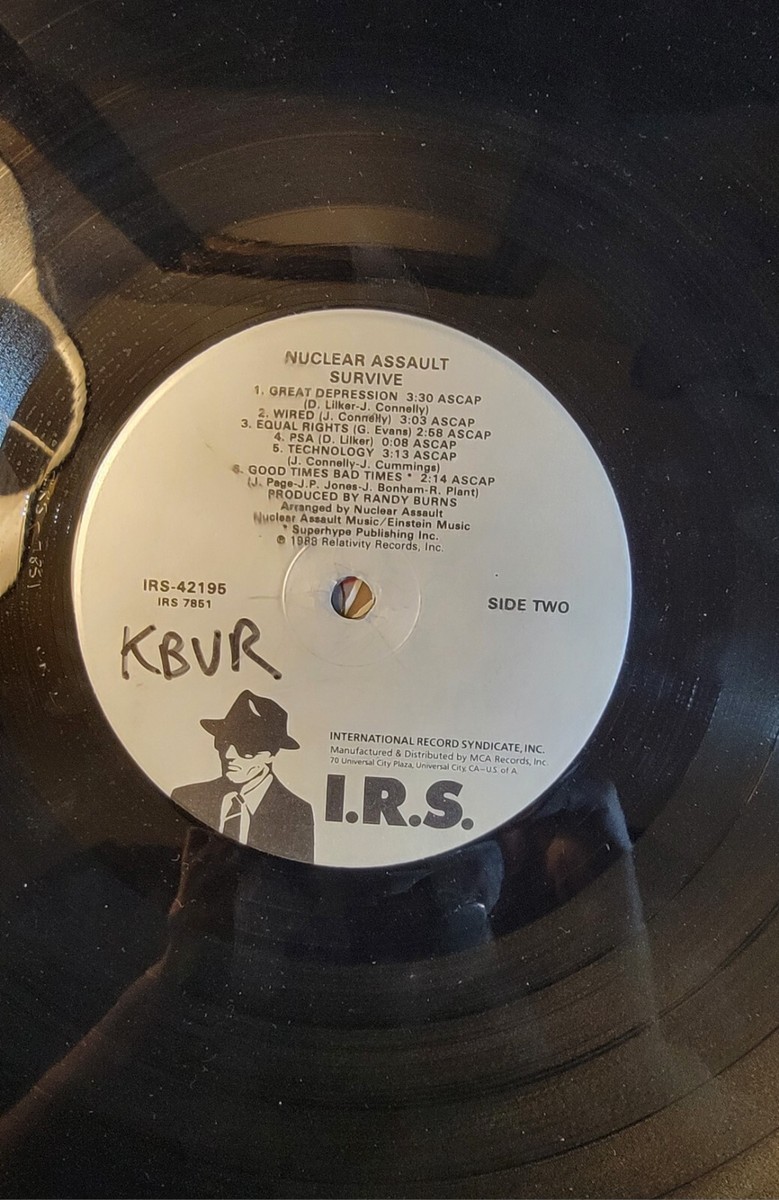 NUCLEAR ASSAULT
SURVIVE
1. GREAT DEPRESSION 3:30 ASCAP
(D. Lilker-J. Connelly)
2. WIRED (J. Connelly) 3:03 ASCAP
3. EQUAL RIGHTS (G. Evans) 2:58 ASCAP
4. PSA (D. Lilker) 0:08 ASCAP
5. TECHNOLOGY 3:13 ASCAP
(J. Connelly-J. Cummings)
6. GOOD TIMES BAD TIMES * 2:14 ASCAP
(J. Page-J.P. Jones-J. Bonham-R. Plant)
PRODUCED BY RANDY BURNS
Arranged by Nuclear Assault
Nuclear Assault Music/Einstein Music
* Superhype Publishing Inc.
℗ 1988 Relativity Records, Inc.
IRS-42195
IRS 7851
SIDE TWO
KBVR
INTERNATIONAL RECORD SYNDICATE, INC.
Manufactured & Distributed by MCA Records, Inc.
70 Universal City Plaza, Universal City, CA-U.S. of A.
I.R.S.